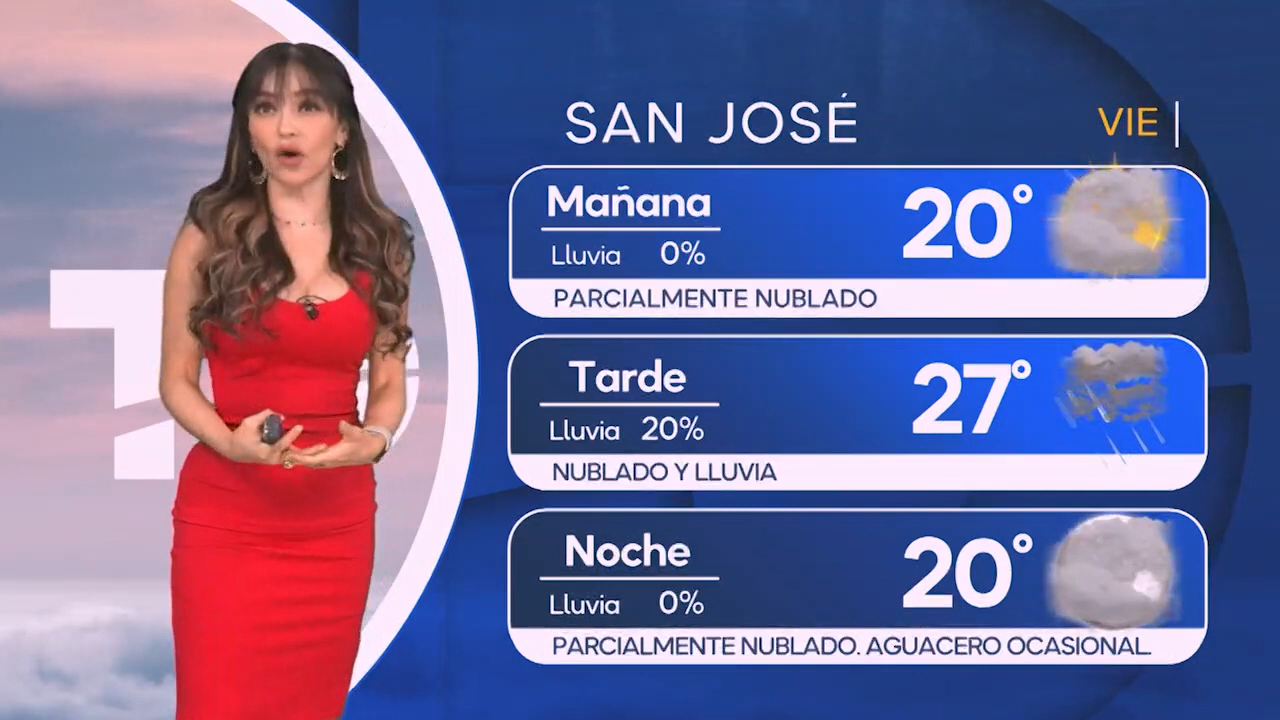 SAN JOSÉ
VIE |
Mañana
20°
Lluvia 0%
PARCIALMENTE NUBLADO
Tarde
27°
Lluvia 20%
NUBLADO Y LLUVIA
Noche
20°
Lluvia 0%
PARCIALMENTE NUBLADO. AGUACERO OCASIONAL